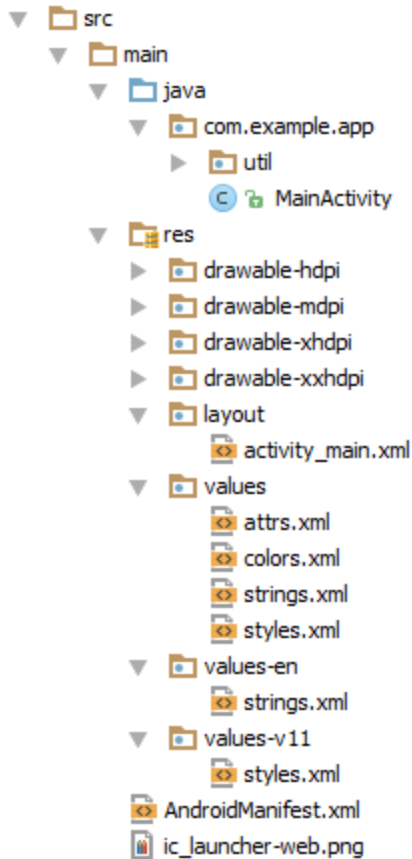 src
main
java
com.example.app
util
MainActivity
res
drawable-hdpi
drawable-mdpi
drawable-xhdpi
drawable-xxhdpi
layout
activity_main.xml
values
attrs.xml
colors.xml
strings.xml
styles.xml
values-en
strings.xml
values-v11
styles.xml
AndroidManifest.xml
ic_launcher-web.png